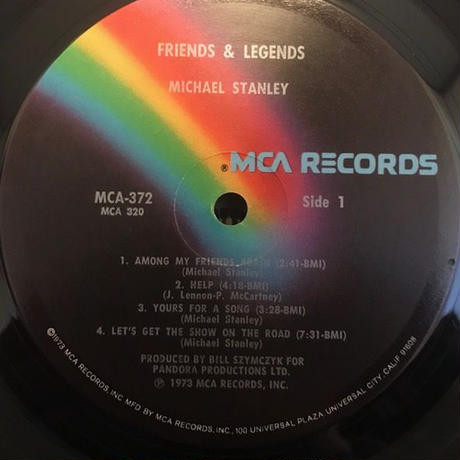 FRIENDS & LEGENDS
MICHAEL STANLEY
®MCA RECORDS
MCA-372
MCA 320
Side 1
1. AMONG MY FRIENDS AGAIN (2:41-BMI)
(Michael Stanley)
2. HELP (4:18-BMI)
(J. Lennon-P. McCartney)
3. YOURS FOR A SONG (3:28-BMI)
(Michael Stanley)
4. LET'S GET THE SHOW ON THE ROAD (7:31-BMI)
(Michael Stanley)
PRODUCED BY BILL SZYMCZYK FOR
PANDORA PRODUCTIONS LTD.
℗ 1973 MCA RECORDS, INC.
©1973 MCA RECORDS, INC. MFD BY MCA RECORDS, INC., 100 UNIVERSAL PLAZA, UNIVERSAL CITY, CALIF. 91608